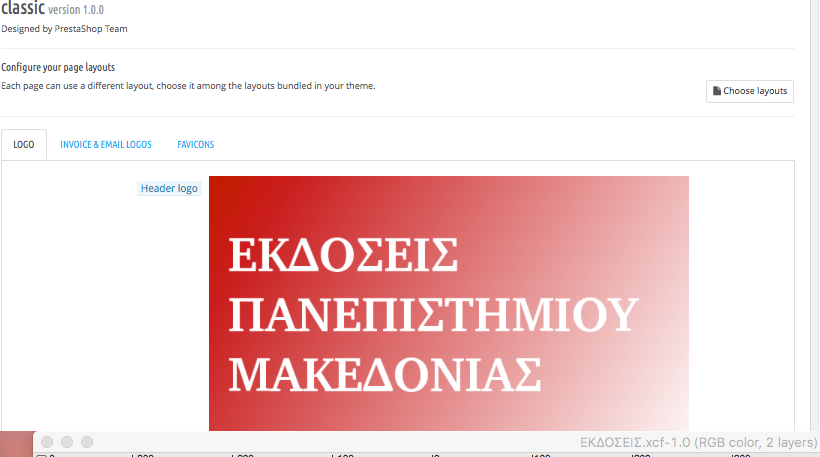 classic version 1.0.0
Designed by PrestaShop Team
Configure your page layouts
Each page can use a different layout, choose it among the layouts bundled in your theme.
Choose layouts
LOGO INVOICE & EMAIL LOGOS FAVICONS
Header logo
ΕΚΔΟΣΕΙΣ
ΠΑΝΕΠΙΣΤΗΜΙΟΥ
ΜΑΚΕΔΟΝΙΑΣ
ΕΚΔΟΣΕΙΣ.xcf-1.0 (RGB color, 2 layers)